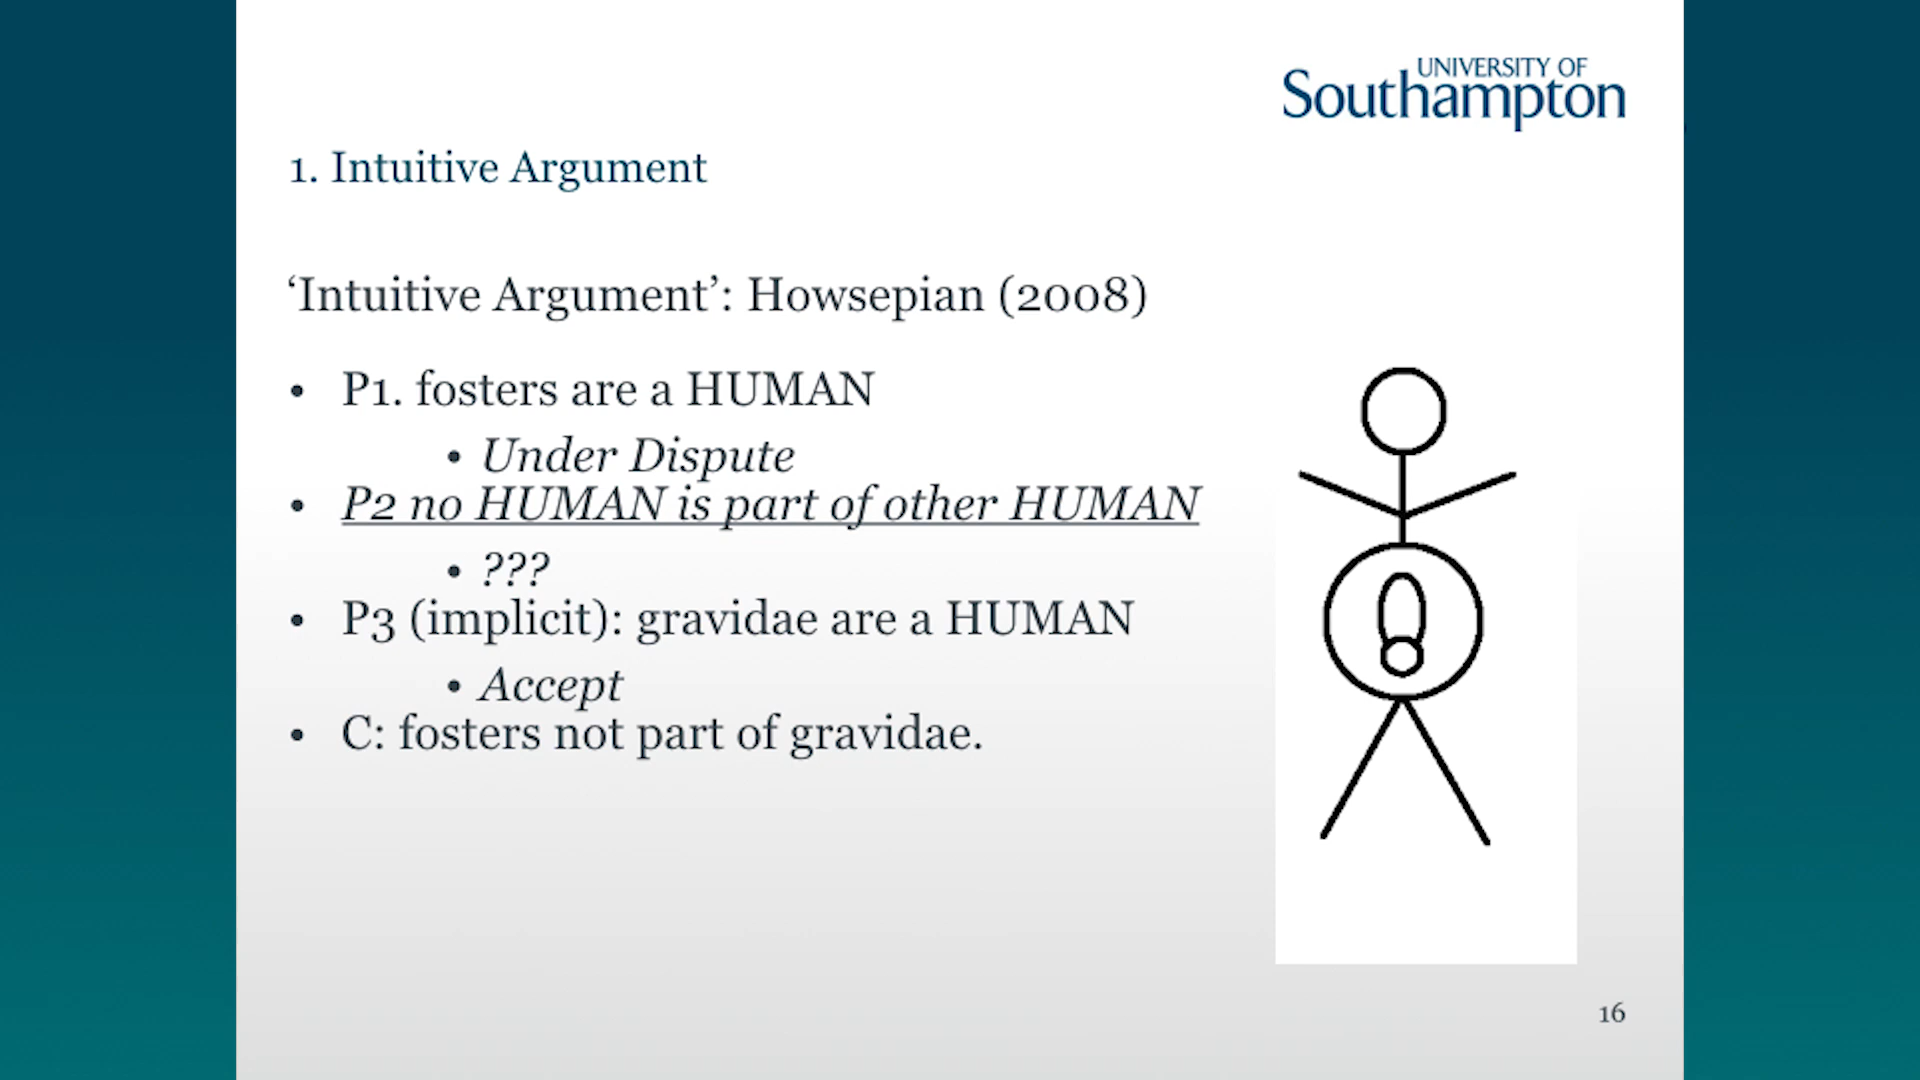 UNIVERSITY OF
Southampton
1. Intuitive Argument
‘Intuitive Argument’: Howsepian (2008)
• P1. fosters are a HUMAN
• Under Dispute
• P2 no HUMAN is part of other HUMAN
• ???
• P3 (implicit): gravidae are a HUMAN
• Accept
• C: fosters not part of gravidae.
16